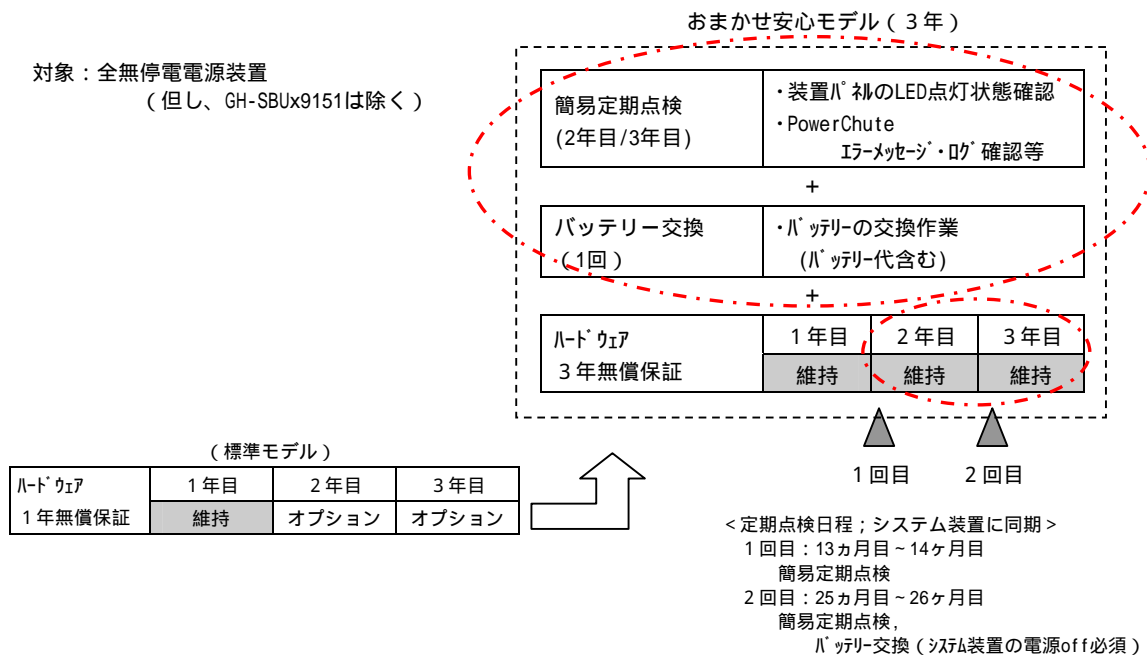 おまかせ安心モデル(3年)
対象:全無停電電源装置
(但し、GH-SBUx9151は除く)
簡易定期点検
(2年目/3年目)
・装置ﾊﾟﾈﾙのLED点灯状態確認
・PowerChute
ｴﾗｰﾒｯｾｰｼﾞ・ﾛｸﾞ確認等
+
バッテリー交換
(1回)
・ﾊﾞｯﾃﾘｰの交換作業
(ﾊﾞｯﾃﾘｰ代含む)
+
ﾊｰﾄﾞｳｪｱ
3年無償保証
1年目 2年目 3年目
維持 維持 維持
1回目 2回目
(標準モデル)
ﾊｰﾄﾞｳｪｱ
1年無償保証
1年目 2年目 3年目
維持 オプション オプション
<定期点検日程;システム装置に同期>
1回目:13ヵ月目~14ヶ月目
簡易定期点検
2回目:25ヵ月目~26ヶ月目
簡易定期点検,
ﾊﾞｯﾃﾘｰ交換(ｼｽﾃﾑ装置の電源off必須)